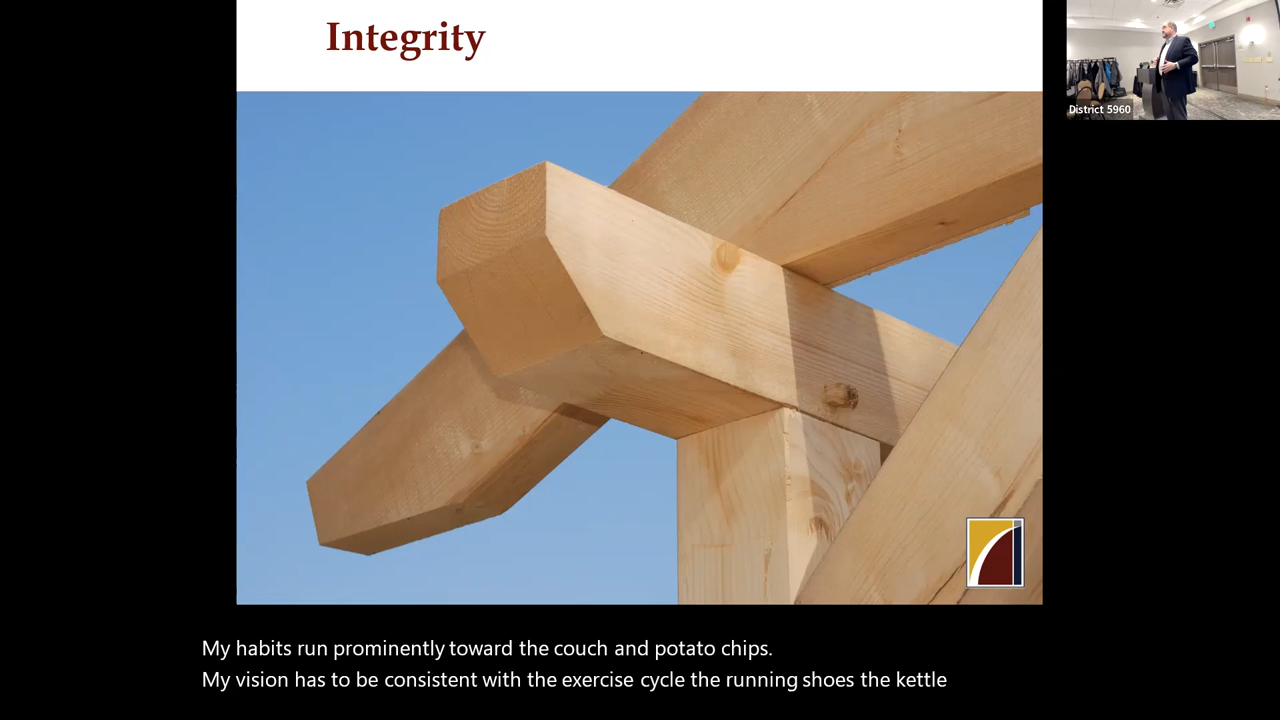 Integrity
District 5960
My habits run prominently toward the couch and potato chips.
My vision has to be consistent with the exercise cycle the running shoes the kettle